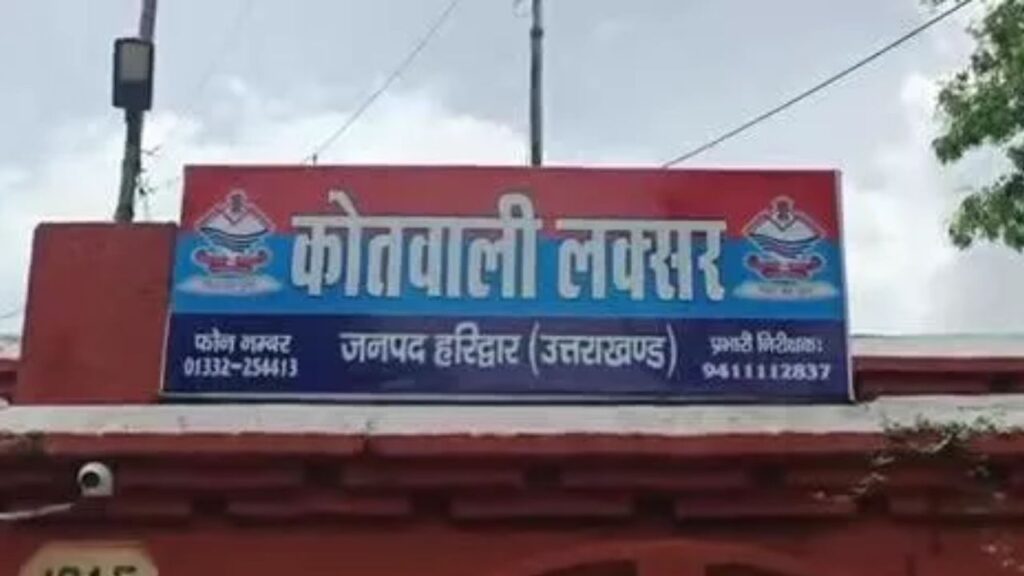 कोतवाली लक्सर
फोन नम्बर
01332-254413
जनपद हरिद्वार (उत्तराखण्ड)
प्रभारी निरीक्षक:
9411112837